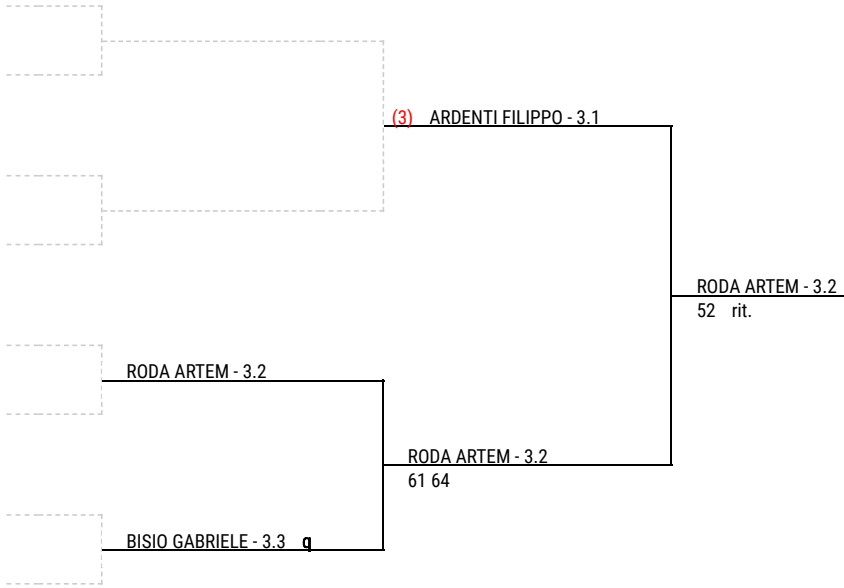 (3) ARDENTI FILIPPO - 3.1
RODA ARTEM - 3.2
52 rit.
RODA ARTEM - 3.2
RODA ARTEM - 3.2
61 64
BISIO GABRIELE - 3.3 q